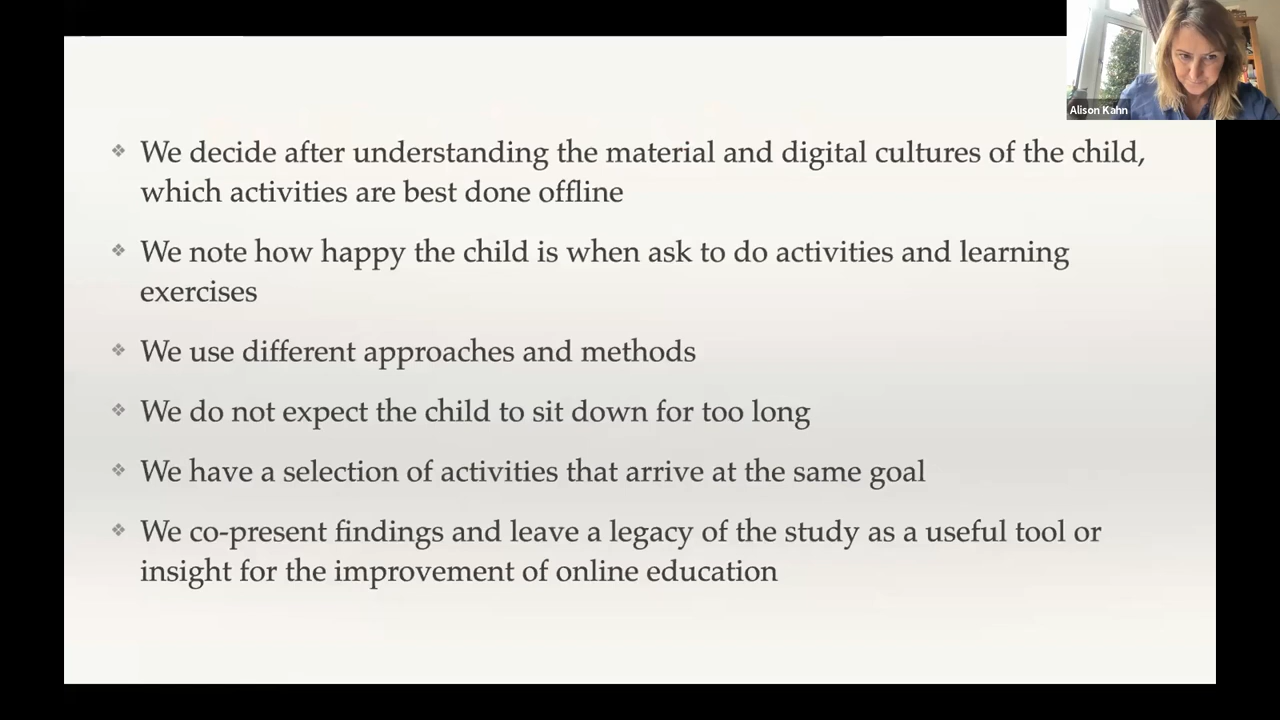 Alison Kahn
We decide after understanding the material and digital cultures of the child,
which activities are best done offline
We note how happy the child is when ask to do activities and learning
exercises
We use different approaches and methods
We do not expect the child to sit down for too long
We have a selection of activities that arrive at the same goal
We co-present findings and leave a legacy of the study as a useful tool or
insight for the improvement of online education